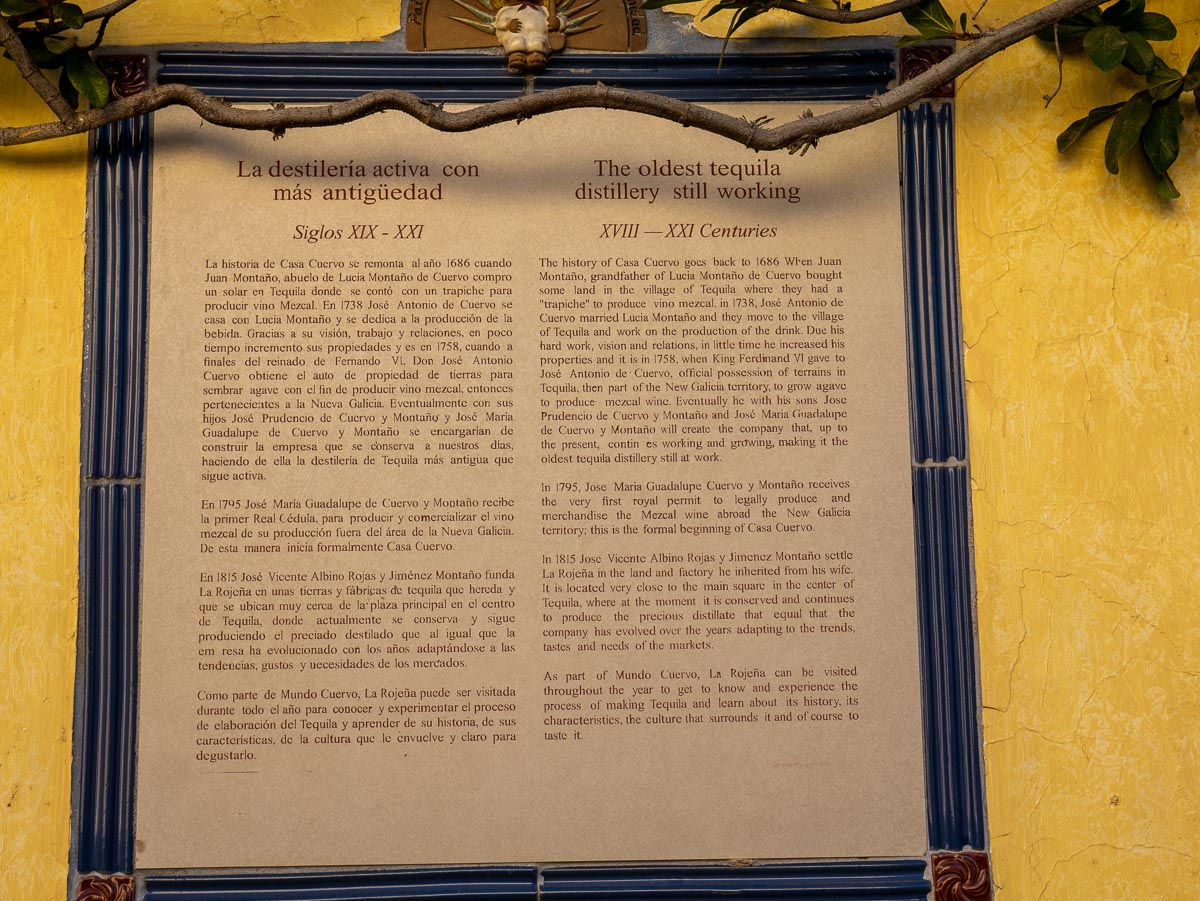 La destilería activa con
más antigüedad
Siglos XIX - XXI
La historia de Casa Cuervo se remonta al año 1686 cuando
Juan Montaño, abuelo de Lucia Montaño de Cuervo compro
un solar en Tequila donde se contó con un trapiche para
producir vino Mezcal. En 1738 José Antonio de Cuervo se
casa con Lucia Montaño y se dedica a la producción de la
bebida. Gracias a su visión, trabajo y relaciones, en poco
tiempo incremento sus propiedades y es en 1758, cuando a
finales del reinado de Fernando VI, Don José Antonio
Cuervo obtiene el auto de propiedad de tierras para
sembrar agave con el fin de producir vino mezcal, entonces
pertenecientes a la Nueva Galicia. Eventualmente con sus
hijos José Prudencio de Cuervo y Montaño y José Maria
Guadalupe de Cuervo y Montaño se encargarían de
construir la empresa que se conserva a nuestros días,
haciendo de ella la destilería de Tequila más antigua que
sigue activa.
En 1795 José María Guadalupe de Cuervo y Montaño recibe
la primer Real Cédula, para producir y comercializar el vino
mezcal de su producción fuera del área de la Nueva Galicia.
De esta manera inicia formalmente Casa Cuervo.
En 1815 José Vicente Albino Rojas y Jiménez Montaño funda
La Rojeña en unas tierras y fábricas de tequila que hereda y
que se ubican muy cerca de la plaza principal en el centro
de Tequila, donde actualmente se conserva y sigue
produciendo el preciado destilado que al igual que la
em resa ha evolucionado con los años adaptándose a las
tendencias, gustos y necesidades de los mercados.
Como parte de Mundo Cuervo, La Rojeña puede ser visitada
durante todo el año para conocer y experimentar el proceso
de elaboración del Tequila y aprender de su historia, de sus
características, de la cultura que le envuelve y claro para
degustarlo.
The oldest tequila
distillery still working
XVIII — XXI Centuries
The history of Casa Cuervo goes back to 1686 When Juan
Montaño, grandfather of Lucia Montaño de Cuervo bought
some land in the village of Tequila where they had a
"trapiche" to produce vino mezcal. in 1738, José Antonio de
Cuervo married Lucia Montaño and they move to the village
of Tequila and work on the production of the drink. Due his
hard work, vision and relations, in little time he increased his
properties and it is in 1758, when King Ferdinand VI gave to
José Antonio de Cuervo, official possession of terrains in
Tequila, then part of the New Galicia territory, to grow agave
to produce mezcal wine. Eventually he with his sons Jose
Prudencio de Cuervo y Montaño and José Maria Guadalupe
de Cuervo y Montaño will create the company that, up to
the present, contin es working and growing, making it the
oldest tequila distillery still at work.
In 1795, Jose Maria Guadalupe Cuervo y Montaño receives
the very first royal permit to legally produce and
merchandise the Mezcal wine abroad the New Galicia
territory; this is the formal beginning of Casa Cuervo.
In 1815 Jose Vicente Albino Rojas y Jimenez Montaño settle
La Rojeña in the land and factory he inherited from his wife.
It is located very close to the main square in the center of
Tequila, where at the moment it is conserved and continues
to produce the precious distillate that equal that the
company has evolved over the years adapting to the trends,
tastes and needs of the markets.
As part of Mundo Cuervo, La Rojeña can be visited
throughout the year to get to know and experience the
process of making Tequila and learn about its history, its
characteristics, the culture that surrounds it and of course to
taste it.